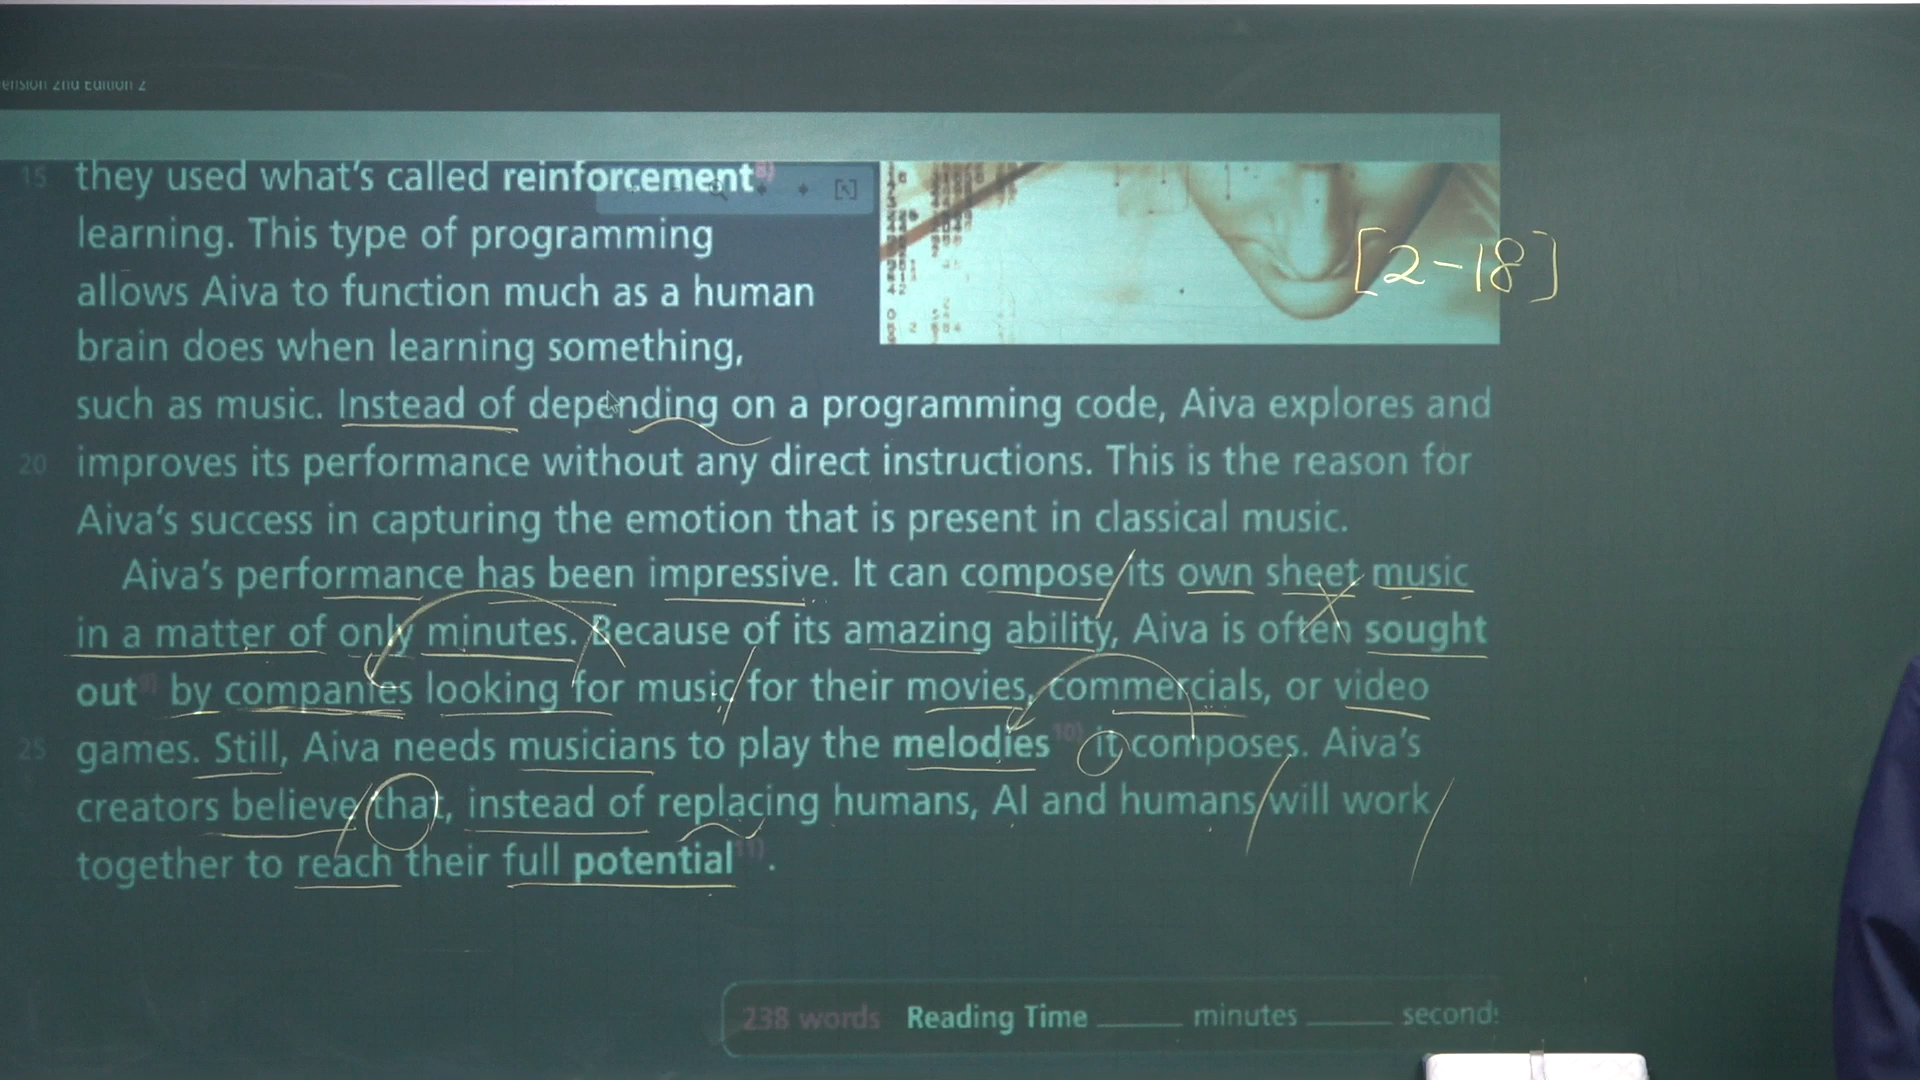 2nd Edition 2
15 they used what's called reinforcement 8)
learning. This type of programming
allows Aiva to function much as a human
brain does when learning something,
[2-18]
such as music. Instead of depending on a programming code, Aiva explores and
20 improves its performance without any direct instructions. This is the reason for
Aiva's success in capturing the emotion that is present in classical music.
Aiva's performance has been impressive. It can compose its own sheet music
in a matter of only minutes. Because of its amazing ability, Aiva is often sought
out 9) by companies looking for music for their movies, commercials, or video
25 games. Still, Aiva needs musicians to play the melodies 10) it composes. Aiva's
creators believe that, instead of replacing humans, AI and humans will work
together to reach their full potential 11).
238 words Reading Time ____ minutes ____ second